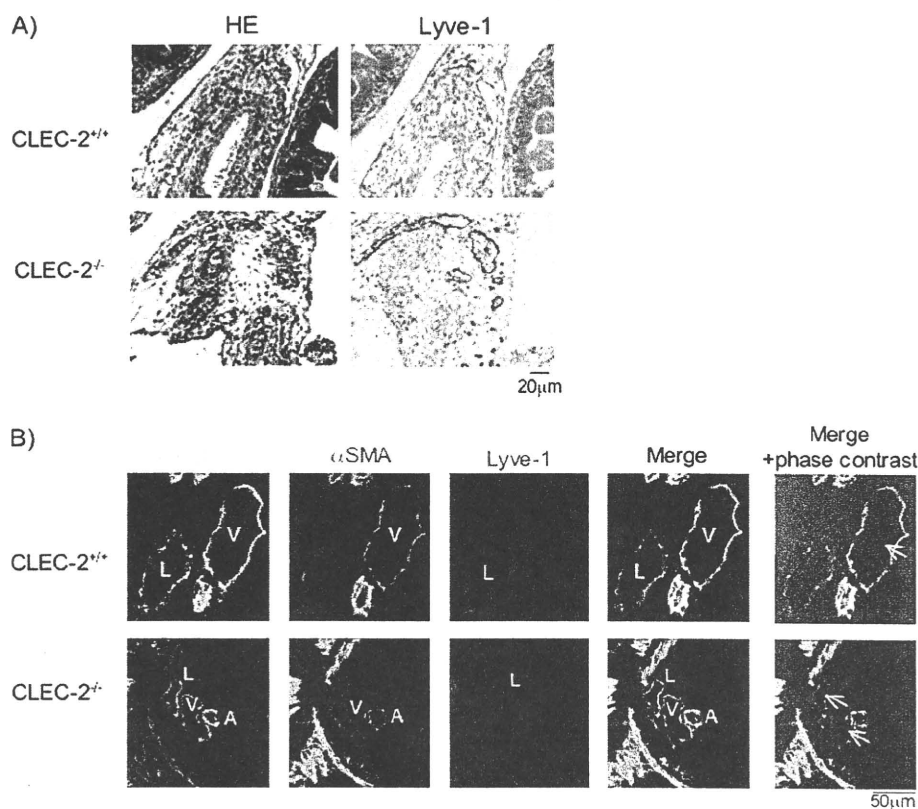 A)
HE Lyve-1
CLEC-2+/+
CLEC-2-/-
20μm
B)
αSMA Lyve-1 Merge Merge
+phase contrast
CLEC-2+/+
L V V L L V
CLEC-2-/-
L V A V A L L V A
50μm